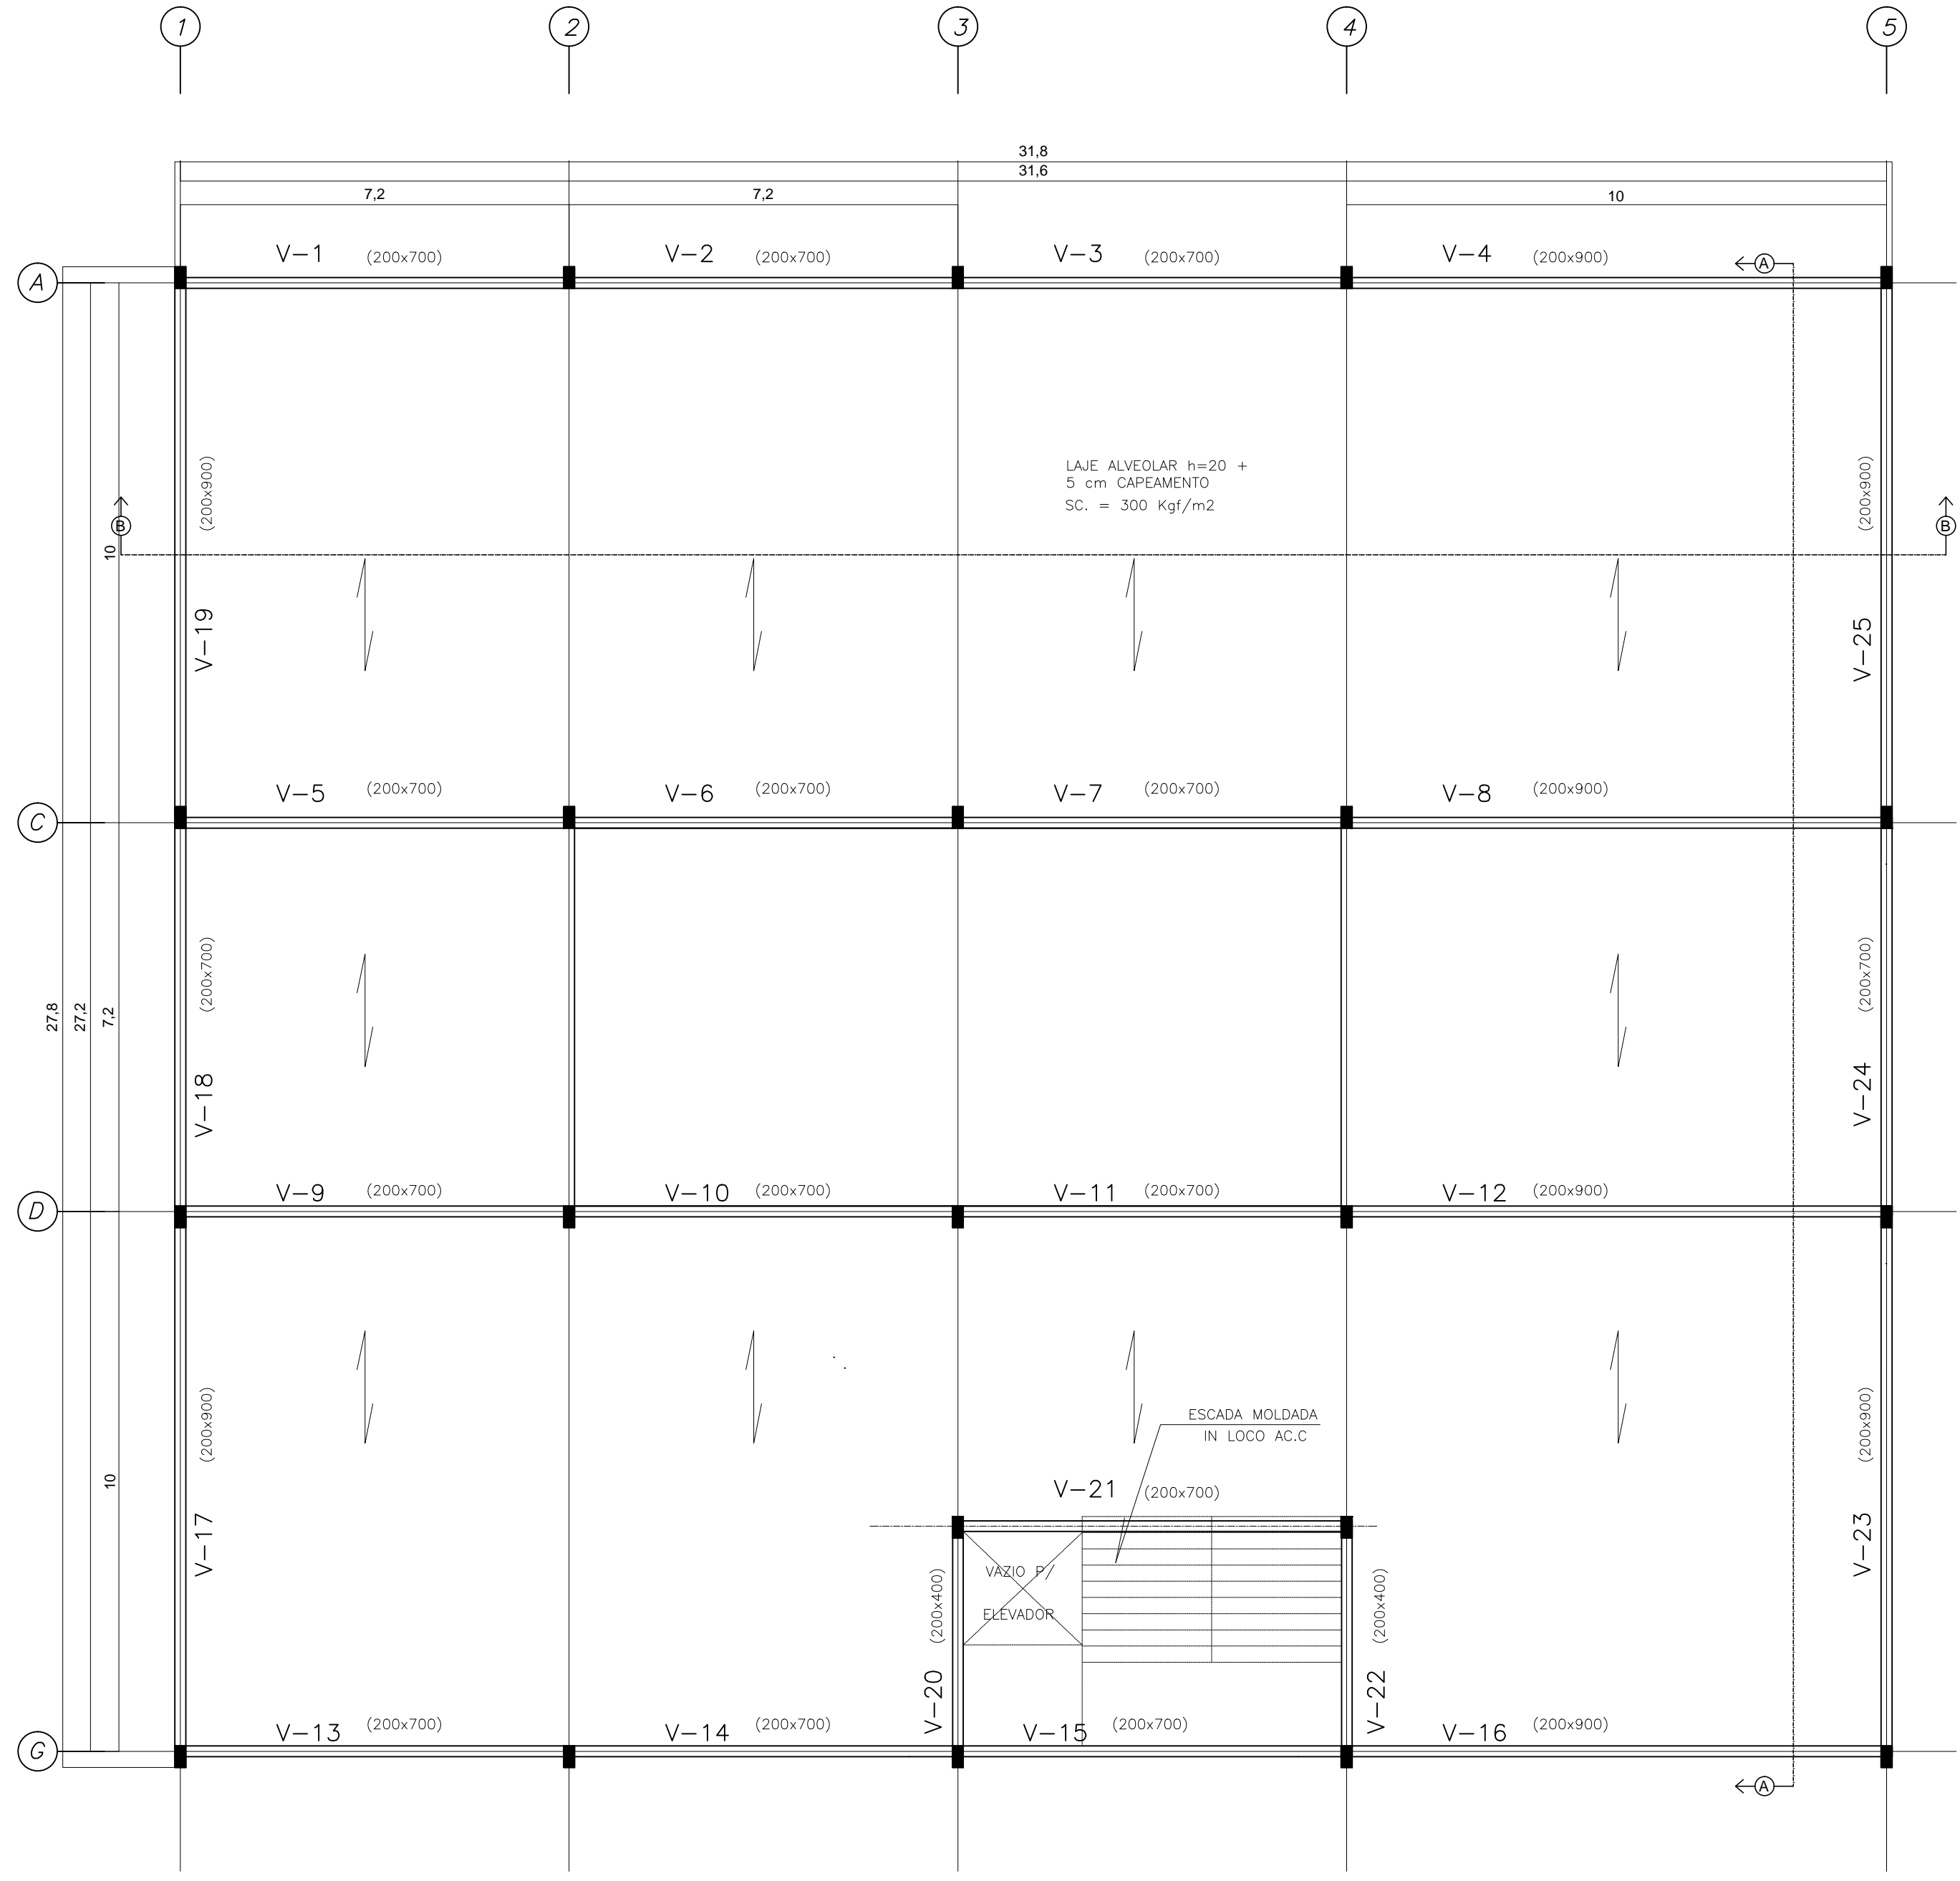 1 2 3 4 5
31,8
31,6
7,2 7,2 10
V-1 (200x700) V-2 (200x700) V-3 (200x700) V-4 (200x900) A
A
LAJE ALVEOLAR h=20 +
5 cm CAPEAMENTO
SC. = 300 Kgf/m2
(200x900) (200x900)
B B
10
V-19 V-25
V-5 (200x700) V-6 (200x700) V-7 (200x700) V-8 (200x900)
C
(200x700) (200x700)
27,8 27,2 7,2
V-18 V-24
V-9 (200x700) V-10 (200x700) V-11 (200x700) V-12 (200x900)
D
(200x900) (200x900)
ESCADA MOLDADA
IN LOCO AC.C
10
V-21 (200x700)
V-17 V-23
VAZIO P/
ELEVADOR
(200x400) (200x400)
V-20 V-22
V-13 (200x700) V-14 (200x700) V-15 (200x700) V-16 (200x900)
G
A